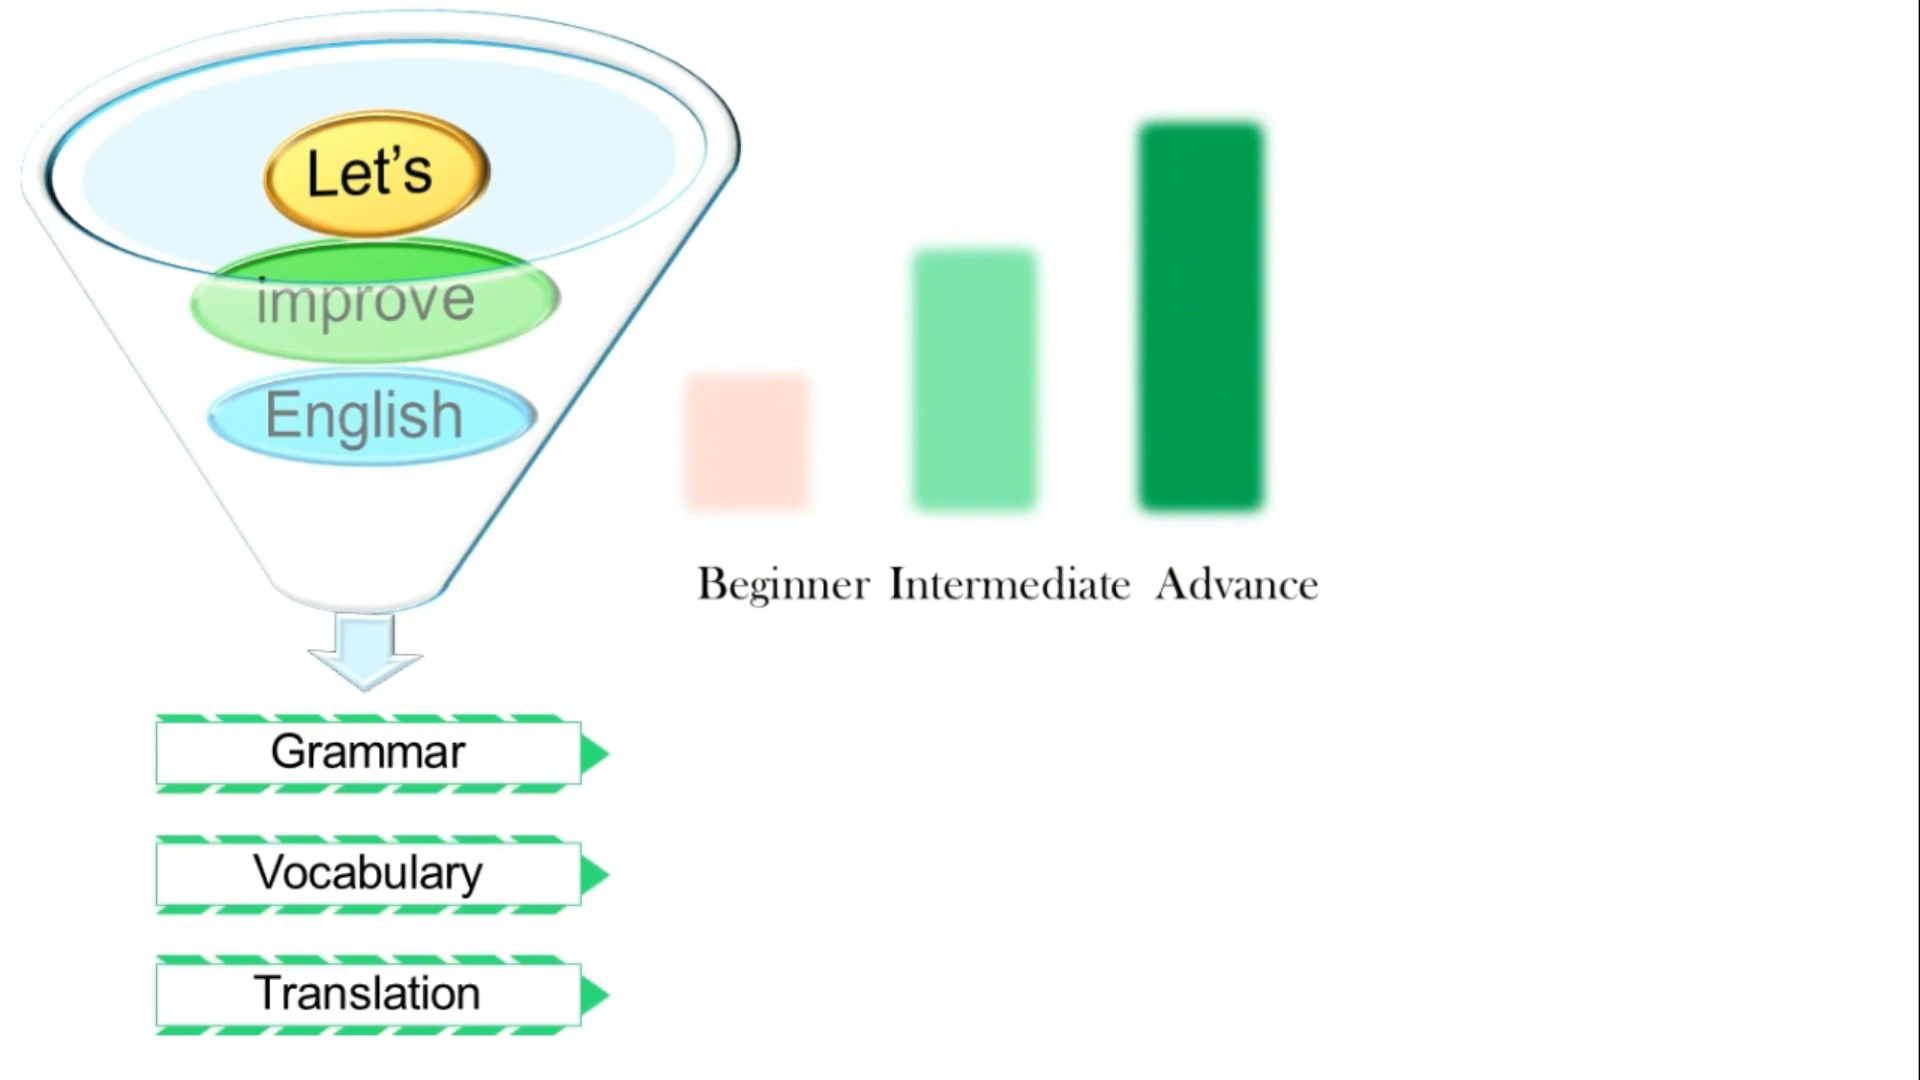 Let’s
improve
English
Beginner Intermediate Advance
Grammar
Vocabulary
Translation